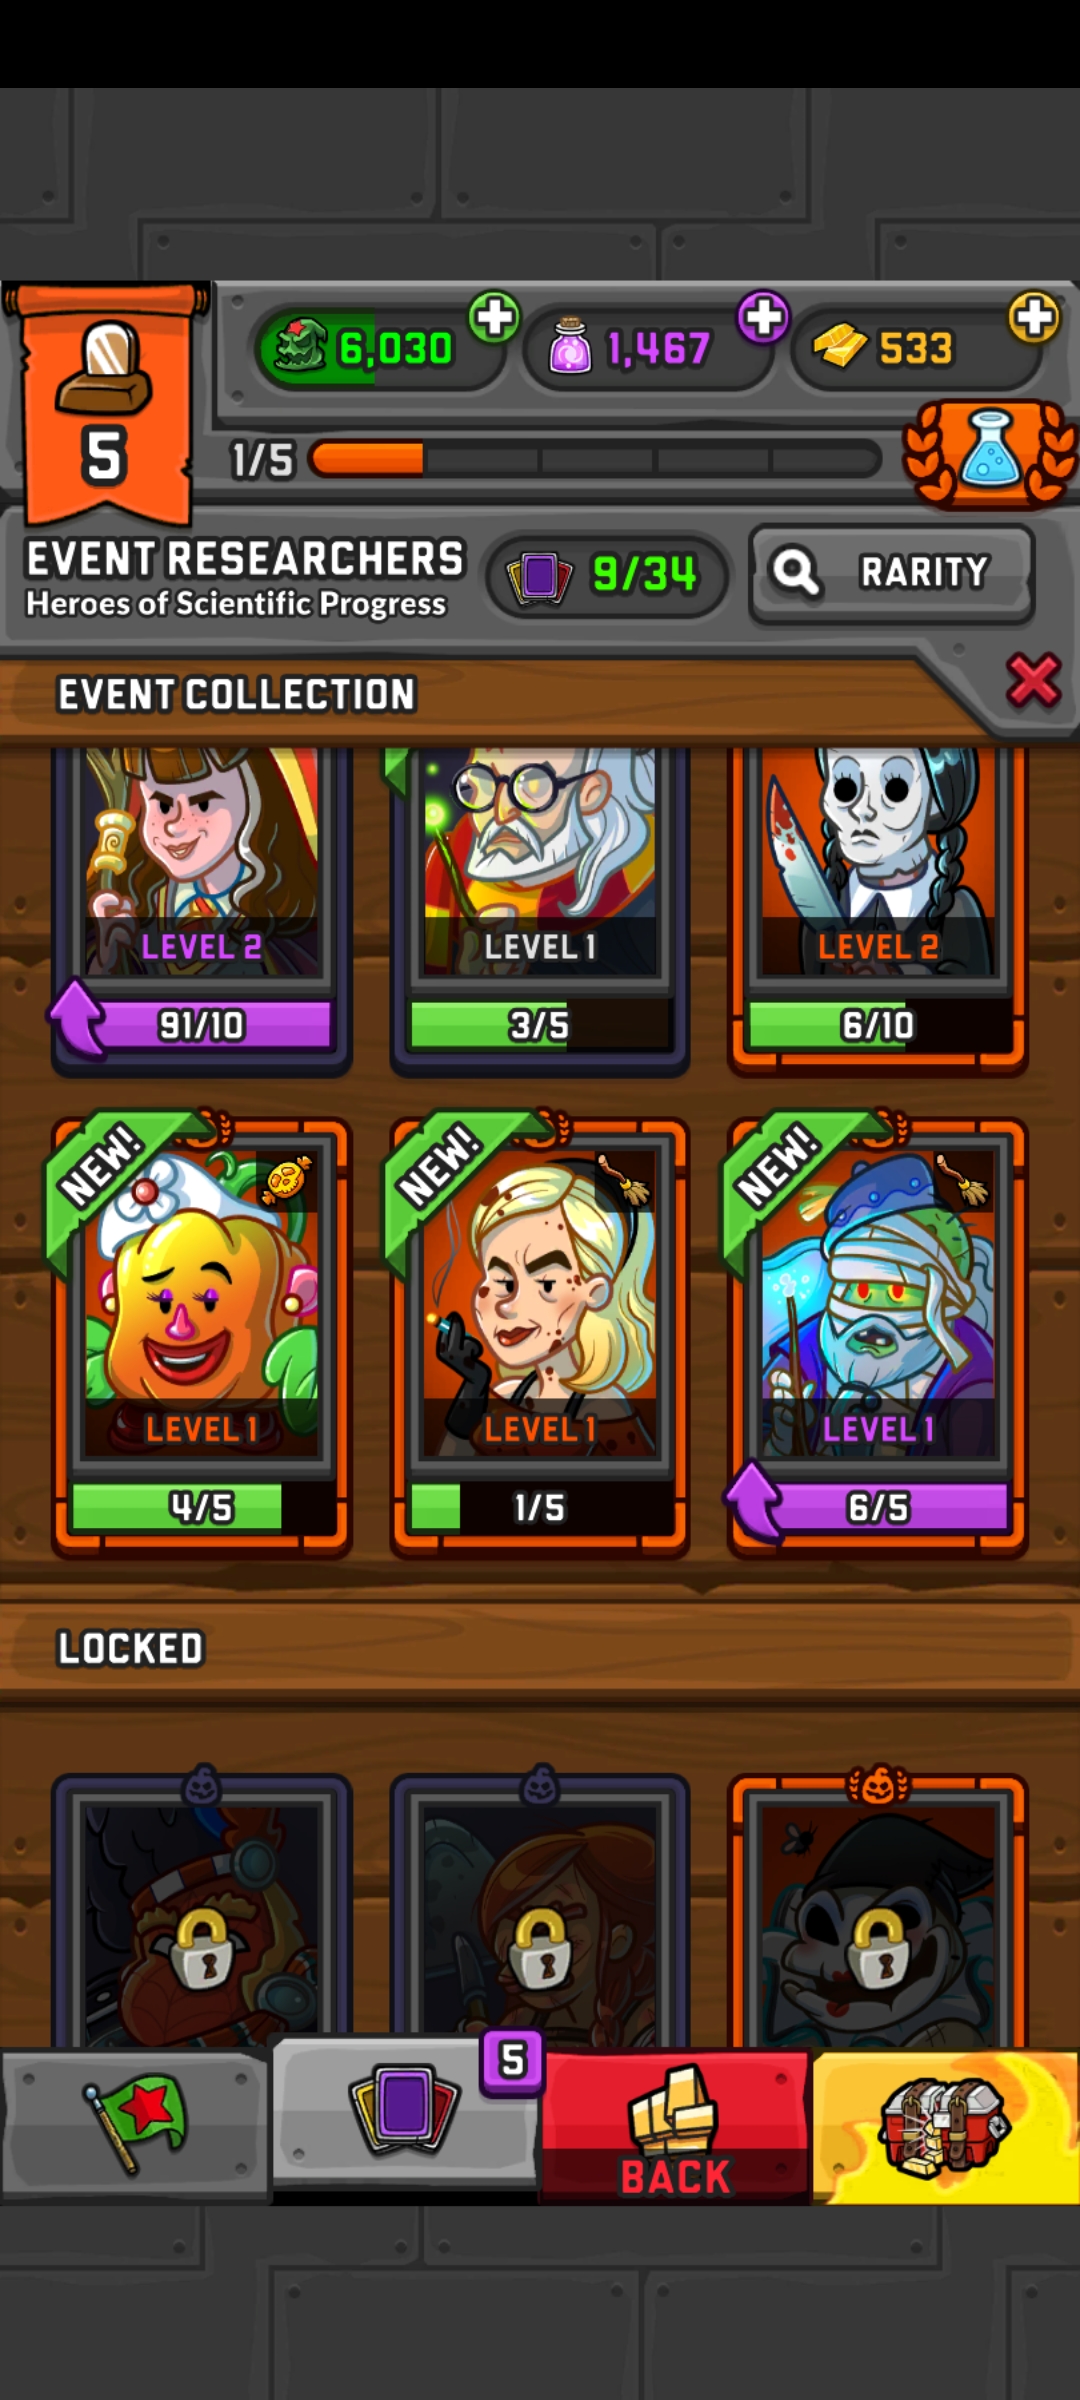 6,030
1,467
533
5
1/5
EVENT RESEARCHERS
Heroes of Scientific Progress
9/34
RARITY
EVENT COLLECTION
LEVEL 2
LEVEL 1
LEVEL 2
91/10
3/5
6/10
NEW!
NEW!
NEW!
LEVEL 1
LEVEL 1
LEVEL 1
4/5
1/5
6/5
LOCKED
5
BACK